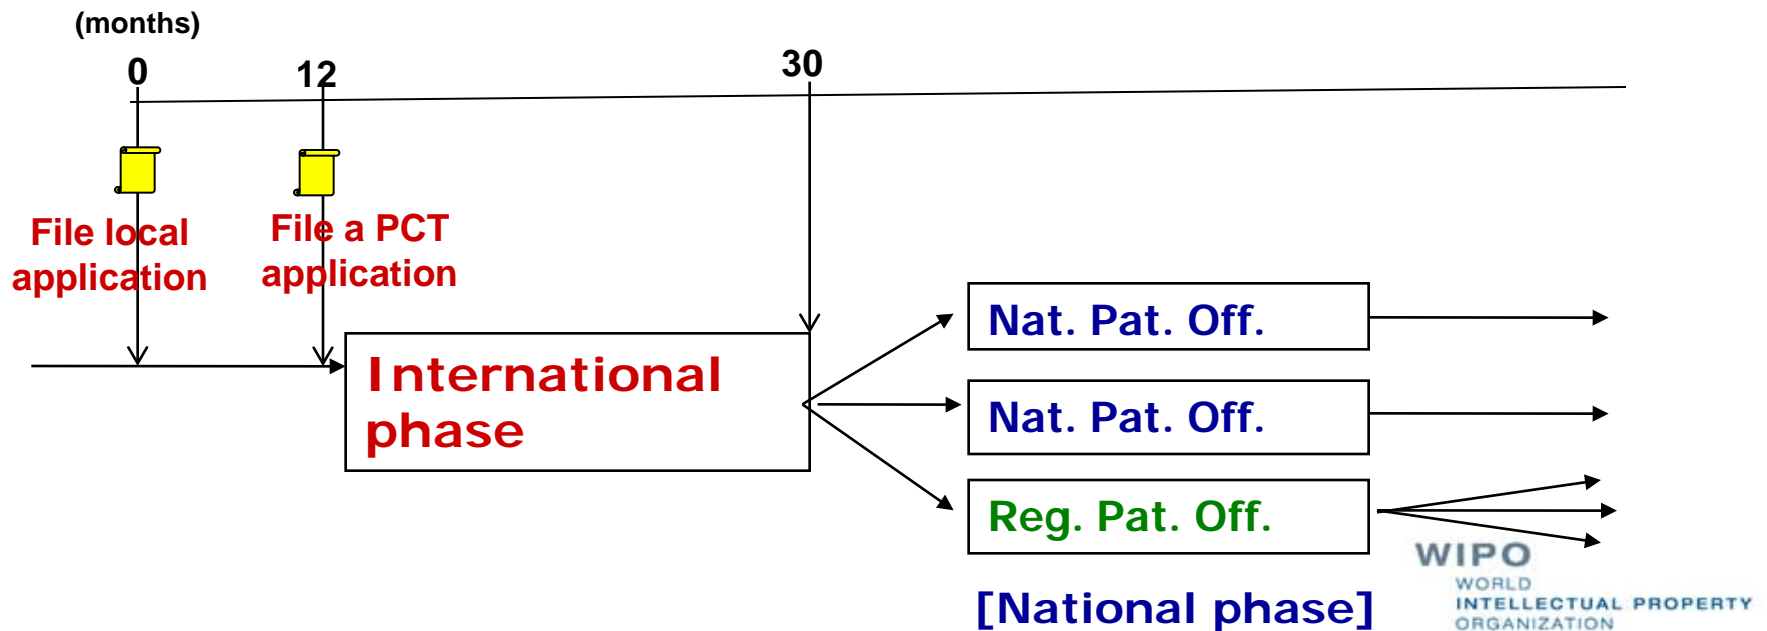 (months)
0
12
30
File local
application
File a PCT
application
International
phase
Nat. Pat. Off.
Nat. Pat. Off.
Reg. Pat. Off.
[National phase]
WIPO
WORLD
INTELLECTUAL PROPERTY
ORGANIZATION